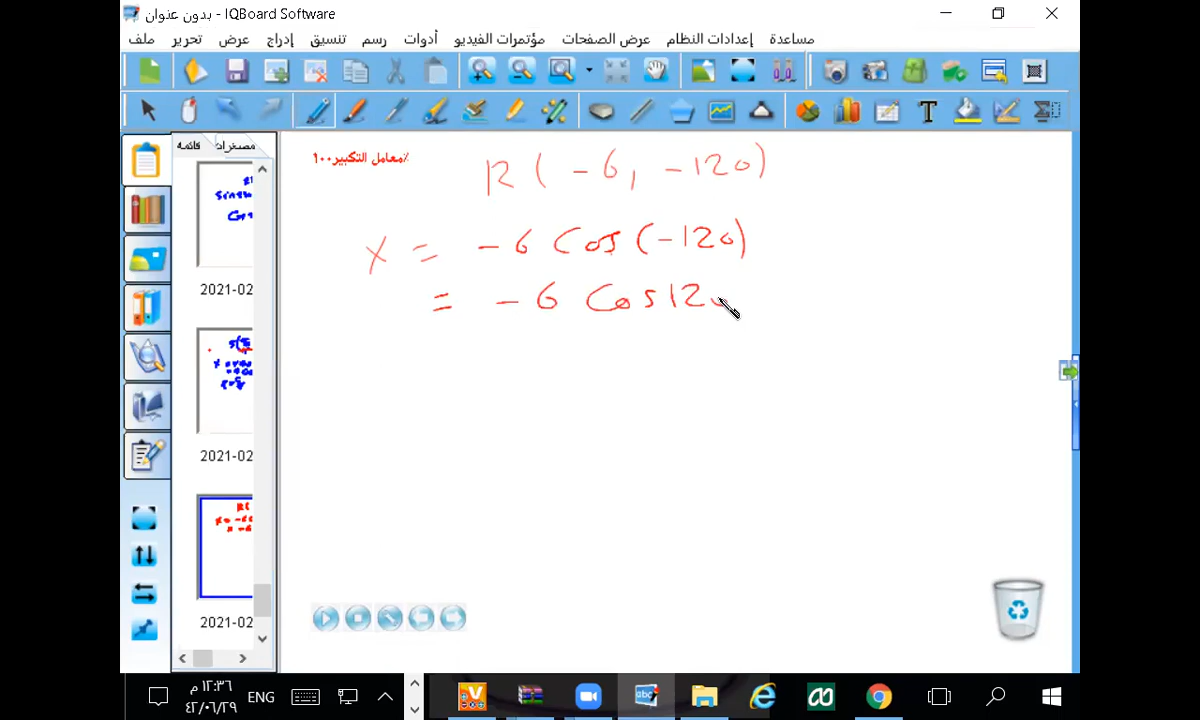 بدون عنوان - IQBoard Software
ملف تحرير عرض إدراج تنسيق رسم أدوات مؤتمرات الفيديو عرض الصفحات إعدادات النظام مساعدة
قائمة مصغرات
معامل التكبير١٠٠٪
R ( -6, -120)
x = -6 Cos (-120)
= -6 Cos 120
2021-02
2021-02
2021-02
١٢:٣٦ م
٤٢/٠٦/٢٩
ENG